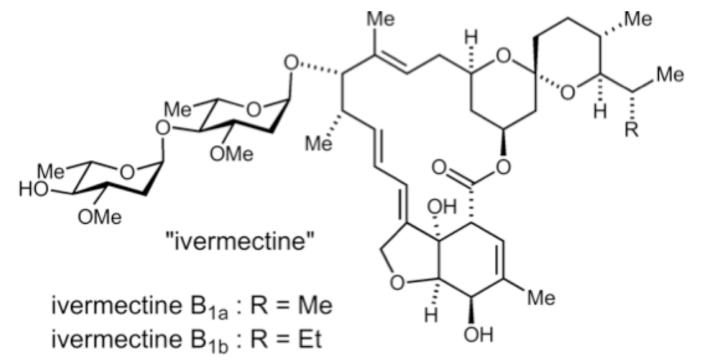 Me
Me
H
O
O
Me
O
Me
O
H
O
R
Me
OMe
O
O
Me
O
HO
OH
OMe
"ivermectine"
O
Me
H
OH
ivermectine B1a : R = Me
ivermectine B1b : R = Et